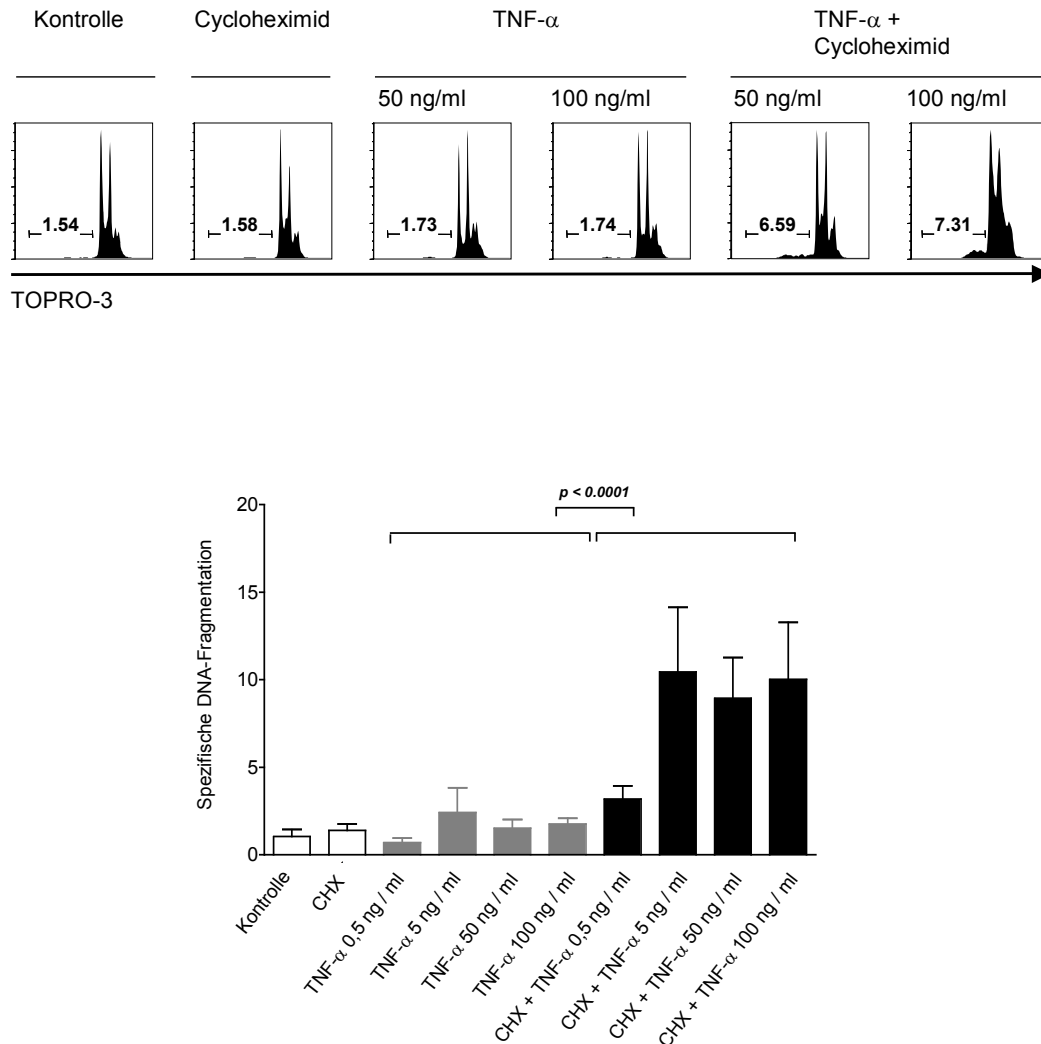 Kontrolle
Cycloheximid
TNF-α
TNF-α +
Cycloheximid
50 ng/ml
100 ng/ml
50 ng/ml
100 ng/ml
1.54
1.58
1.73
1.74
6.59
7.31
TOPRO-3
p < 0.0001
Spezifische DNA-Fragmentation
20
15
10
5
0
Kontrolle
CHX
TNF-α 0,5 ng / ml
TNF-α 5 ng / ml
TNF-α 50 ng / ml
TNF-α 100 ng / ml
CHX + TNF-α 0,5 ng / ml
CHX + TNF-α 5 ng / ml
CHX + TNF-α 50 ng / ml
CHX + TNF-α 100 ng / ml